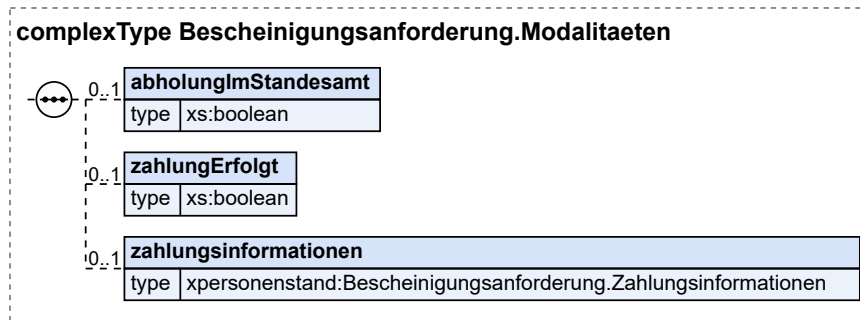 complexType Bescheinigungsanforderung.Modalitaeten
0..1 abholungImStandesamt
type xs:boolean
0..1 zahlungErfolgt
type xs:boolean
0..1 zahlungsinformationen
type xpersonenstand:Bescheinigungsanforderung.Zahlungsinformationen